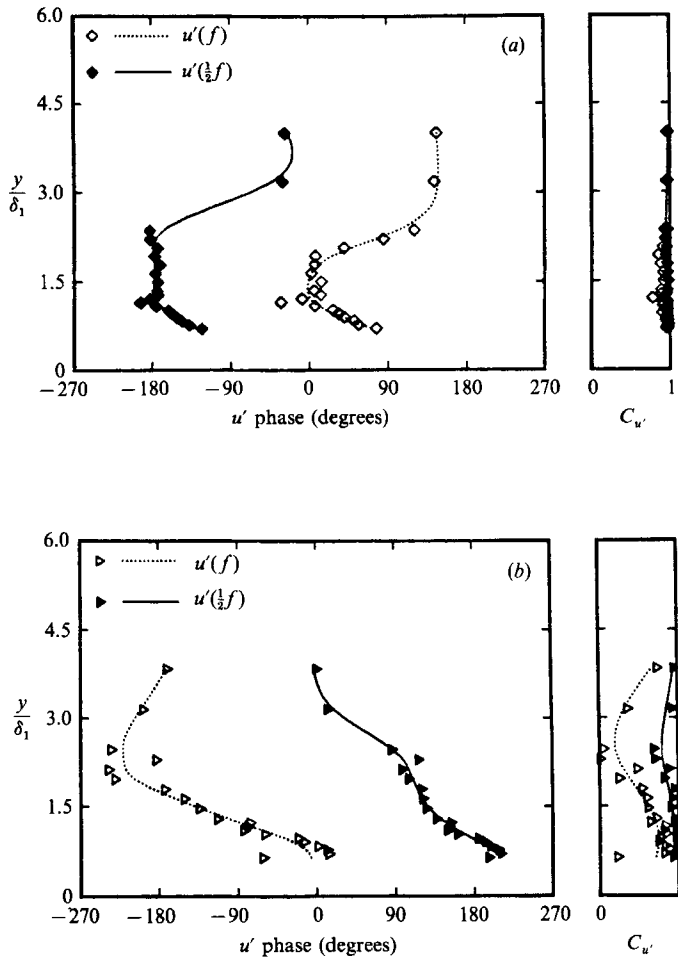 6.0
u′(f)
(a)
u′(½f)
4.5
y/δ₁
3.0
1.5
0
−270 −180 −90 0 90 180 270
0 1
u′ phase (degrees)
C_u′
6.0
u′(f)
(b)
u′(½f)
4.5
y/δ₁
3.0
1.5
0
−270 −180 −90 0 90 180 270
0
u′ phase (degrees)
C_u′